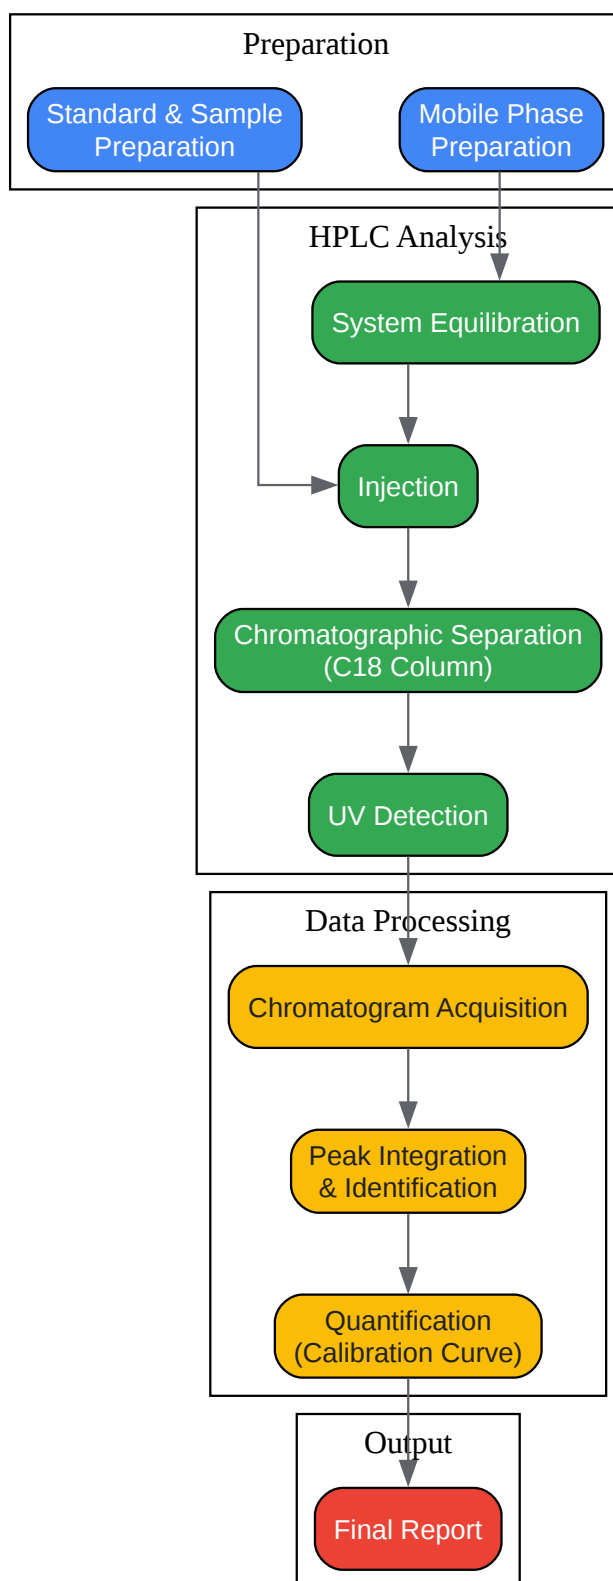 Preparation
Standard & Sample
Preparation
Mobile Phase
Preparation
HPLC Analysis
System Equilibration
Injection
Chromatographic Separation
(C18 Column)
UV Detection
Data Processing
Chromatogram Acquisition
Peak Integration
& Identification
Quantification
(Calibration Curve)
Output
Final Report